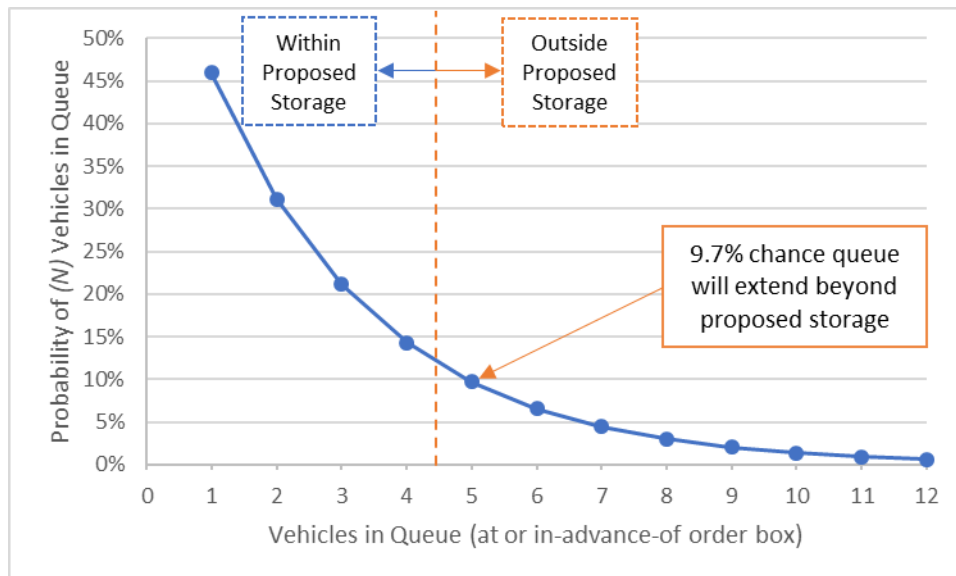 50%
45%
40%
35%
30%
25%
20%
15%
10%
5%
0%
Probability of (N) Vehicles in Queue
Within
Proposed
Storage
Outside
Proposed
Storage
9.7% chance queue
will extend beyond
proposed storage
0 1 2 3 4 5 6 7 8 9 10 11 12
Vehicles in Queue (at or in-advance-of order box)